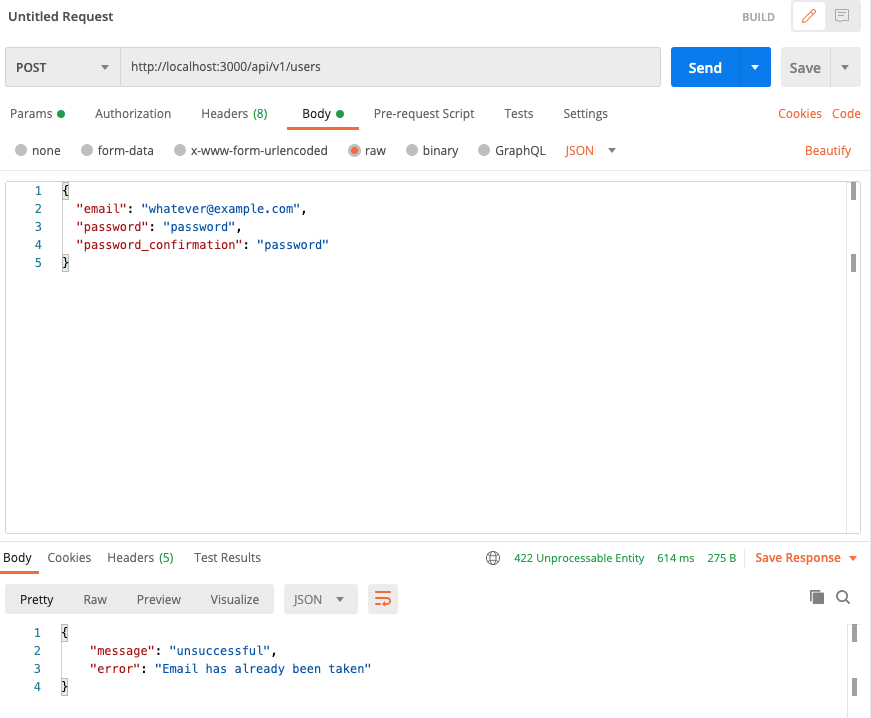 Untitled Request BUILD
POST http://localhost:3000/api/v1/users Send Save
Params Authorization Headers (8) Body Pre-request Script Tests Settings Cookies Code
none form-data x-www-form-urlencoded raw binary GraphQL JSON Beautify
1 {
2 "email": "whatever@example.com",
3 "password": "password",
4 "password_confirmation": "password"
5 }
Body Cookies Headers (5) Test Results 422 Unprocessable Entity 614 ms 275 B Save Response
Pretty Raw Preview Visualize JSON
1 {
2 "message": "unsuccessful",
3 "error": "Email has already been taken"
4 }